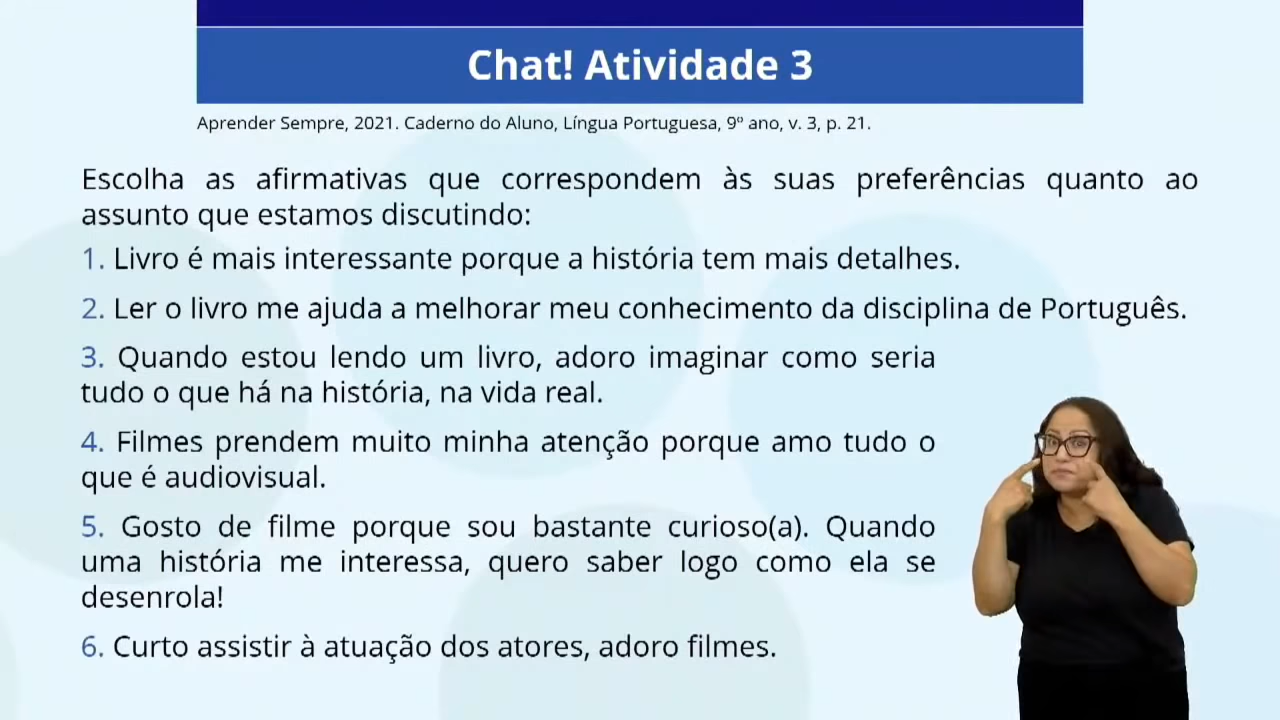 Chat! Atividade 3
Aprender Sempre, 2021. Caderno do Aluno, Língua Portuguesa, 9º ano, v. 3, p. 21.
Escolha as afirmativas que correspondem às suas preferências quanto ao
assunto que estamos discutindo:
1. Livro é mais interessante porque a história tem mais detalhes.
2. Ler o livro me ajuda a melhorar meu conhecimento da disciplina de Português.
3. Quando estou lendo um livro, adoro imaginar como seria
tudo o que há na história, na vida real.
4. Filmes prendem muito minha atenção porque amo tudo o
que é audiovisual.
5. Gosto de filme porque sou bastante curioso(a). Quando
uma história me interessa, quero saber logo como ela se
desenrola!
6. Curto assistir à atuação dos atores, adoro filmes.